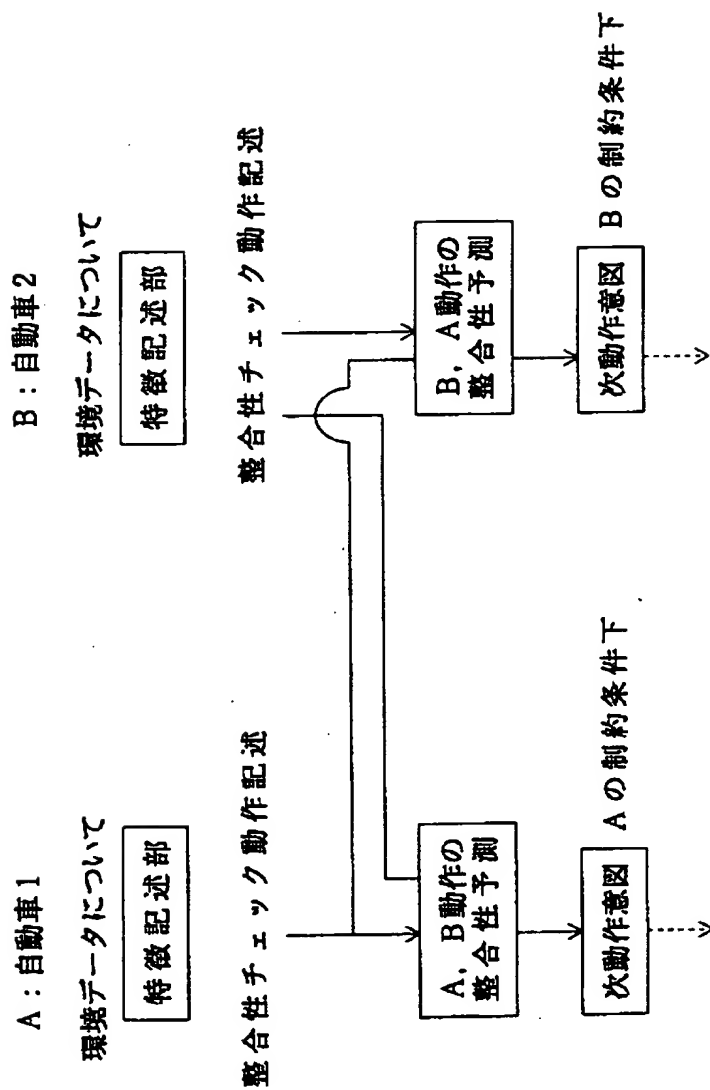 A：自動車1
環境データについて
特徴記述部
整合性チェック動作記述
A，B動作の
整合性予測
次動作意図
Aの制約条件下
B：自動車2
環境データについて
特徴記述部
整合性チェック動作記述
B，A動作の
整合性予測
次動作意図
Bの制約条件下